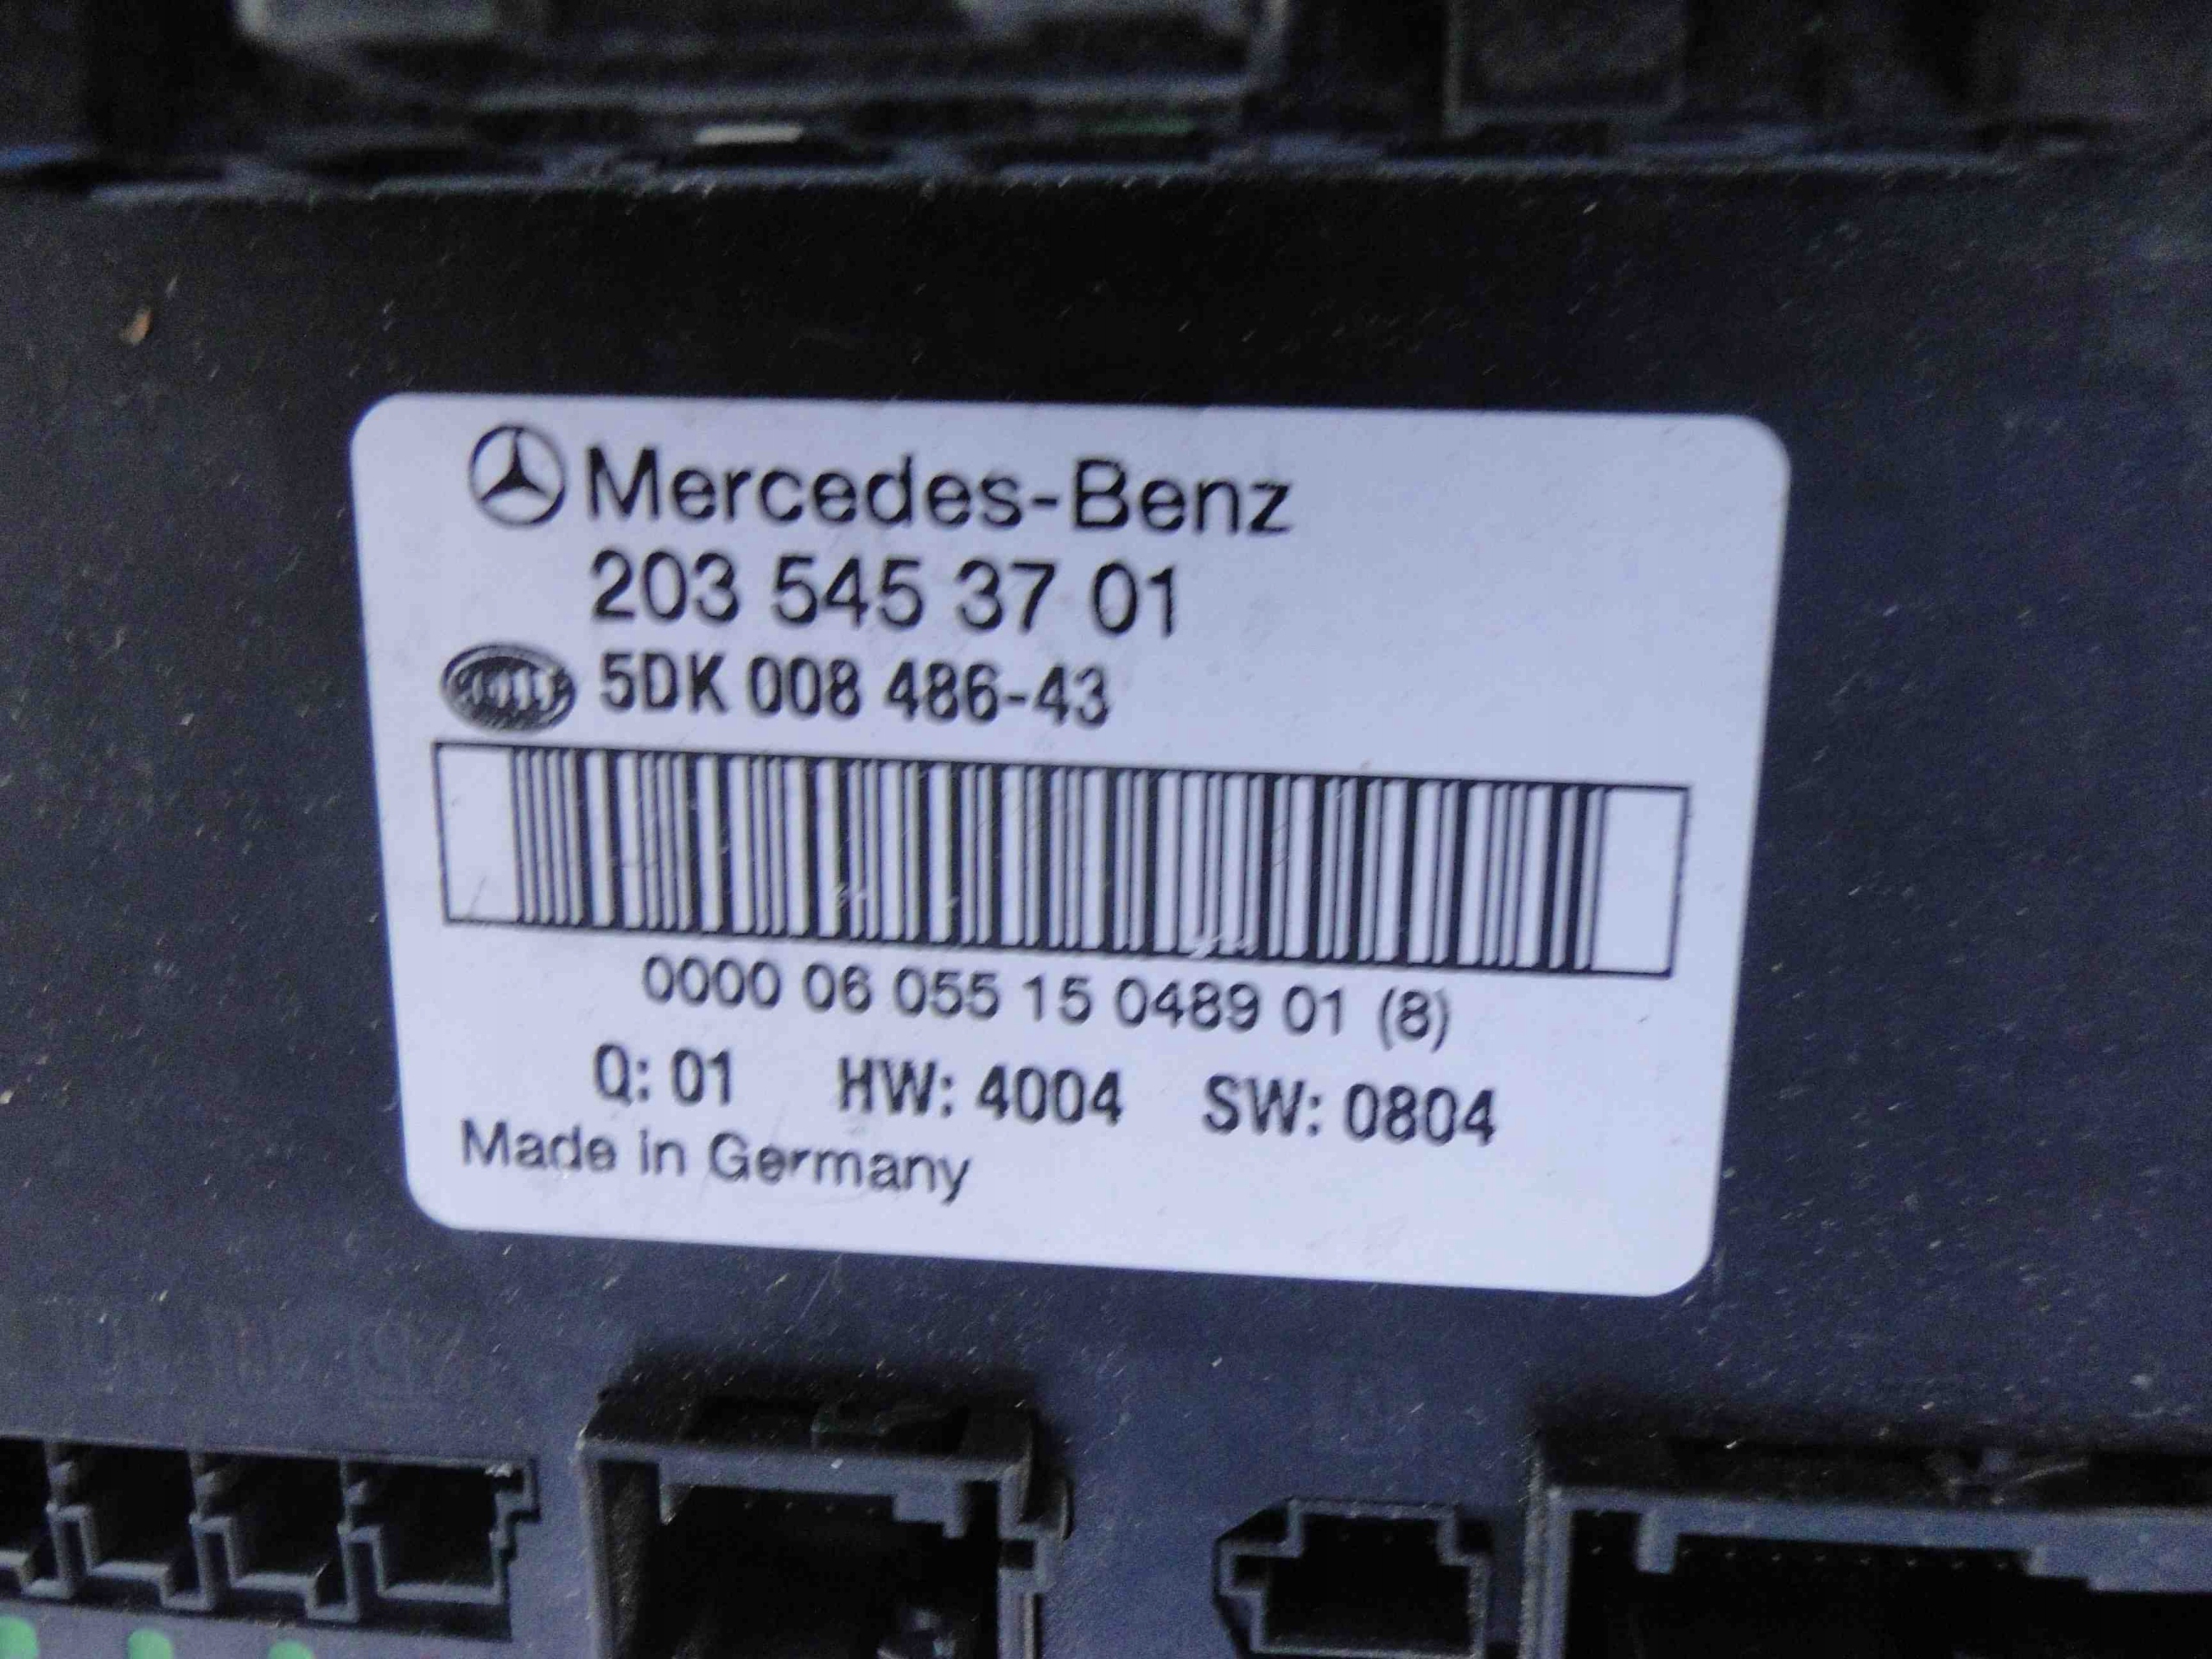 Mercedes-Benz
203 545 37 01
HELLA 5DK 008 486-43
0000 06 055 15 0489 01 (8)
Q: 01 HW: 4004 SW: 0804
Made in Germany